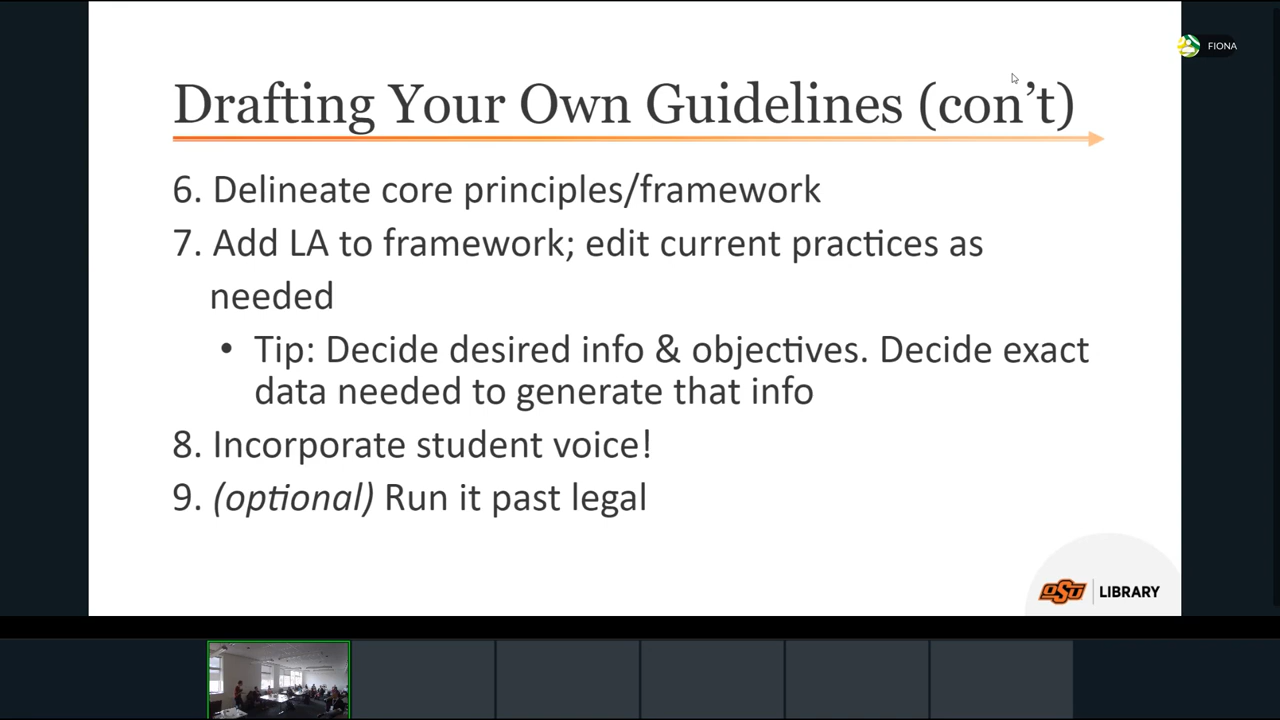 FIONA
Drafting Your Own Guidelines (con’t)
6. Delineate core principles/framework
7. Add LA to framework; edit current practices as
needed
• Tip: Decide desired info & objectives. Decide exact
data needed to generate that info
8. Incorporate student voice!
9. (optional) Run it past legal
OSU LIBRARY